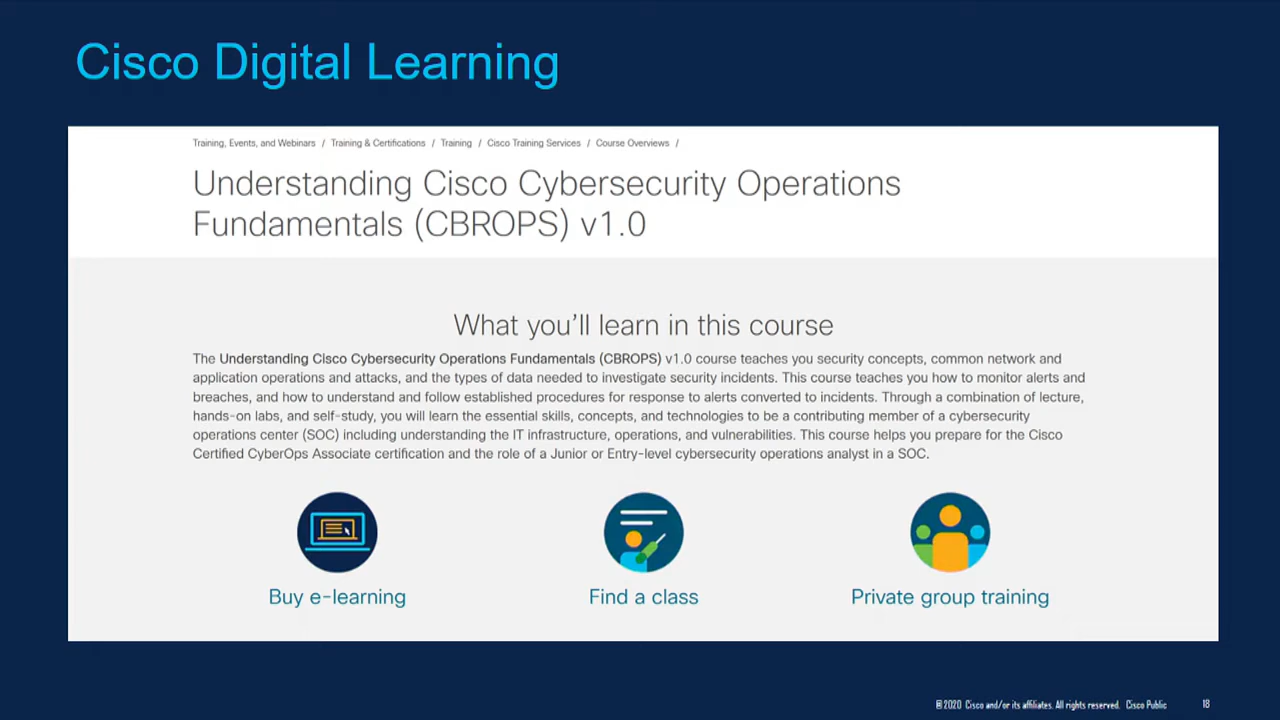 Cisco Digital Learning
Training, Events, and Webinars / Training & Certifications / Training / Cisco Training Services / Course Overviews /
Understanding Cisco Cybersecurity Operations
Fundamentals (CBROPS) v1.0
What you'll learn in this course
The Understanding Cisco Cybersecurity Operations Fundamentals (CBROPS) v1.0 course teaches you security concepts, common network and
application operations and attacks, and the types of data needed to investigate security incidents. This course teaches you how to monitor alerts and
breaches, and how to understand and follow established procedures for response to alerts converted to incidents. Through a combination of lecture,
hands-on labs, and self-study, you will learn the essential skills, concepts, and technologies to be a contributing member of a cybersecurity
operations center (SOC) including understanding the IT infrastructure, operations, and vulnerabilities. This course helps you prepare for the Cisco
Certified CyberOps Associate certification and the role of a Junior or Entry-level cybersecurity operations analyst in a SOC.
Buy e-learning
Find a class
Private group training
© 2020 Cisco and/or its affiliates. All rights reserved. Cisco Public
18